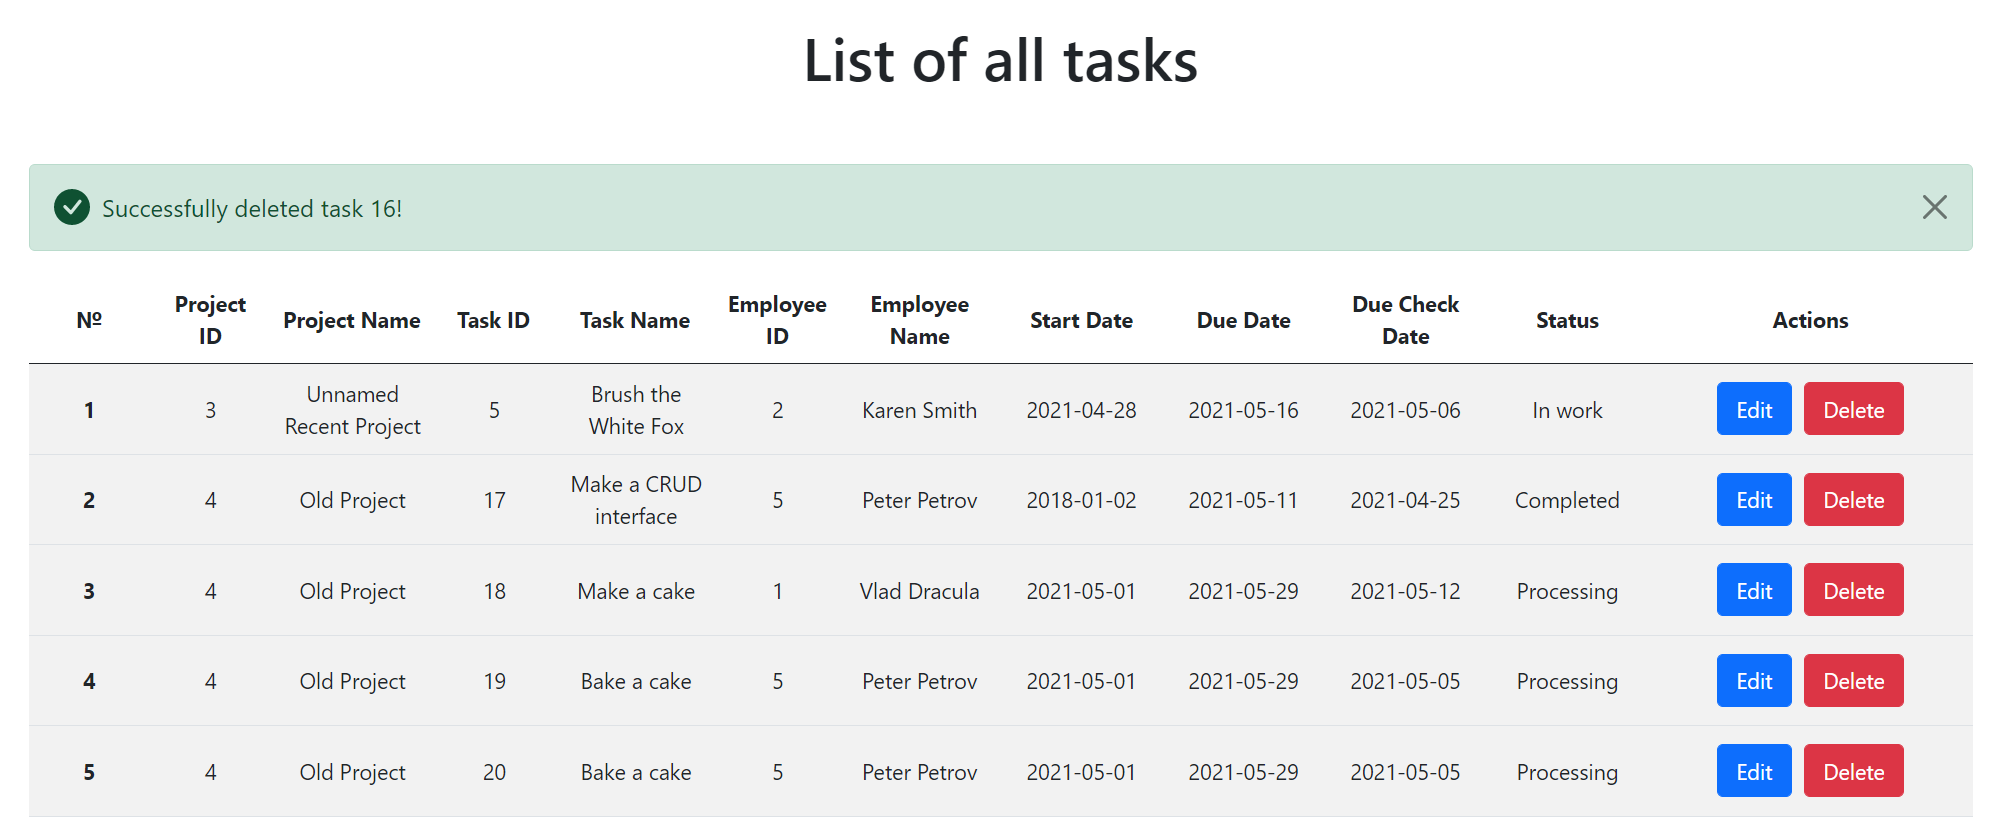 List of all tasks
Successfully deleted task 16!
№ Project ID Project Name Task ID Task Name Employee ID Employee Name Start Date Due Date Due Check Date Status Actions
1 3 Unnamed Recent Project 5 Brush the White Fox 2 Karen Smith 2021-04-28 2021-05-16 2021-05-06 In work Edit Delete
2 4 Old Project 17 Make a CRUD interface 5 Peter Petrov 2018-01-02 2021-05-11 2021-04-25 Completed Edit Delete
3 4 Old Project 18 Make a cake 1 Vlad Dracula 2021-05-01 2021-05-29 2021-05-12 Processing Edit Delete
4 4 Old Project 19 Bake a cake 5 Peter Petrov 2021-05-01 2021-05-29 2021-05-05 Processing Edit Delete
5 4 Old Project 20 Bake a cake 5 Peter Petrov 2021-05-01 2021-05-29 2021-05-05 Processing Edit Delete